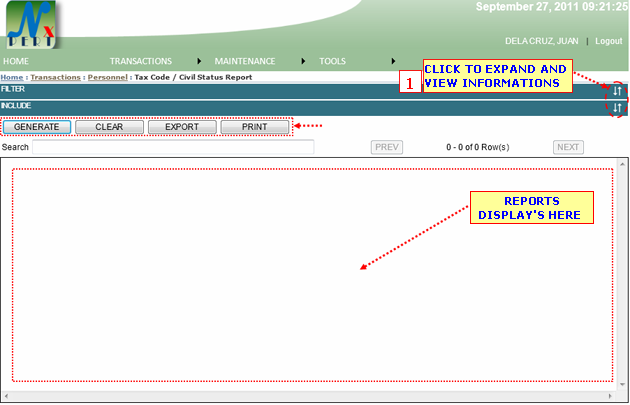 N x
PERT
September 27, 2011 09:21:25
DELA CRUZ, JUAN | Logout
HOME TRANSACTIONS MAINTENANCE TOOLS
Home : Transactions : Personnel : Tax Code / Civil Status Report
1 CLICK TO EXPAND AND
VIEW INFORMATIONS
FILTER
INCLUDE
GENERATE CLEAR EXPORT PRINT
Search PREV 0 - 0 of 0 Row(s) NEXT
REPORTS
DISPLAY'S HERE